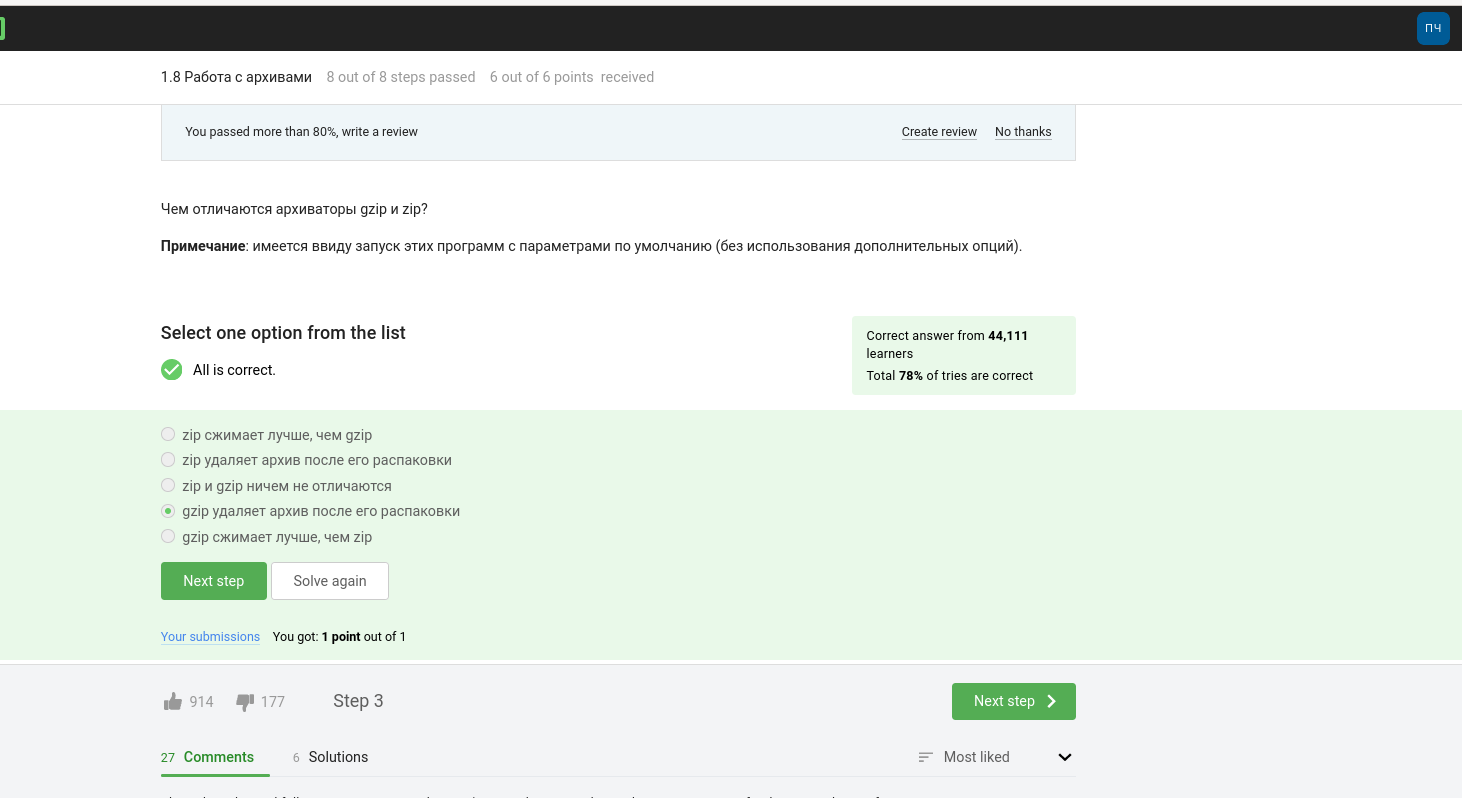 ПЧ
1.8 Работа с архивами 8 out of 8 steps passed 6 out of 6 points received
You passed more than 80%, write a review Create review No thanks
Чем отличаются архиваторы gzip и zip?
Примечание: имеется ввиду запуск этих программ с параметрами по умолчанию (без использования дополнительных опций).
Select one option from the list
All is correct.
Correct answer from 44,111
learners
Total 78% of tries are correct
zip сжимает лучше, чем gzip
zip удаляет архив после его распаковки
zip и gzip ничем не отличаются
gzip удаляет архив после его распаковки
gzip сжимает лучше, чем zip
Next step Solve again
Your submissions You got: 1 point out of 1
914 177 Step 3 Next step
27 Comments 6 Solutions Most liked